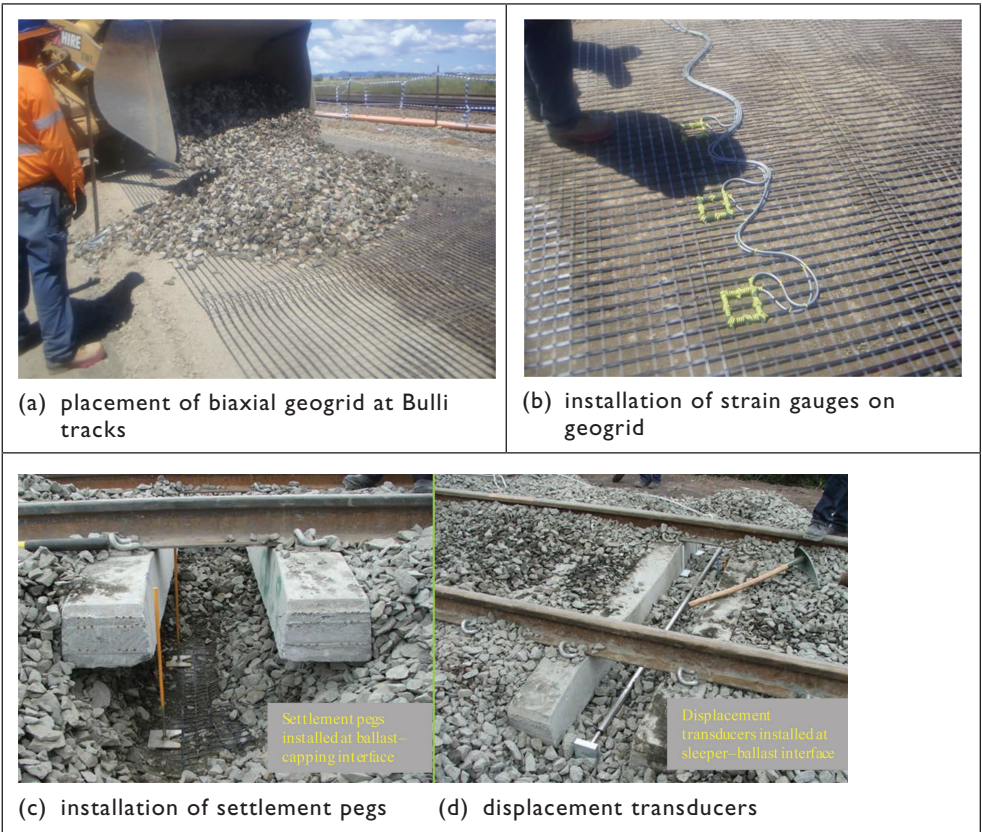 HIRE
(a) placement of biaxial geogrid at Bulli
tracks
(b) installation of strain gauges on
geogrid
Settlement pegs
installed at ballast–
capping interface
Displacement
transducers installed at
sleeper–ballast interface
(c) installation of settlement pegs
(d) displacement transducers